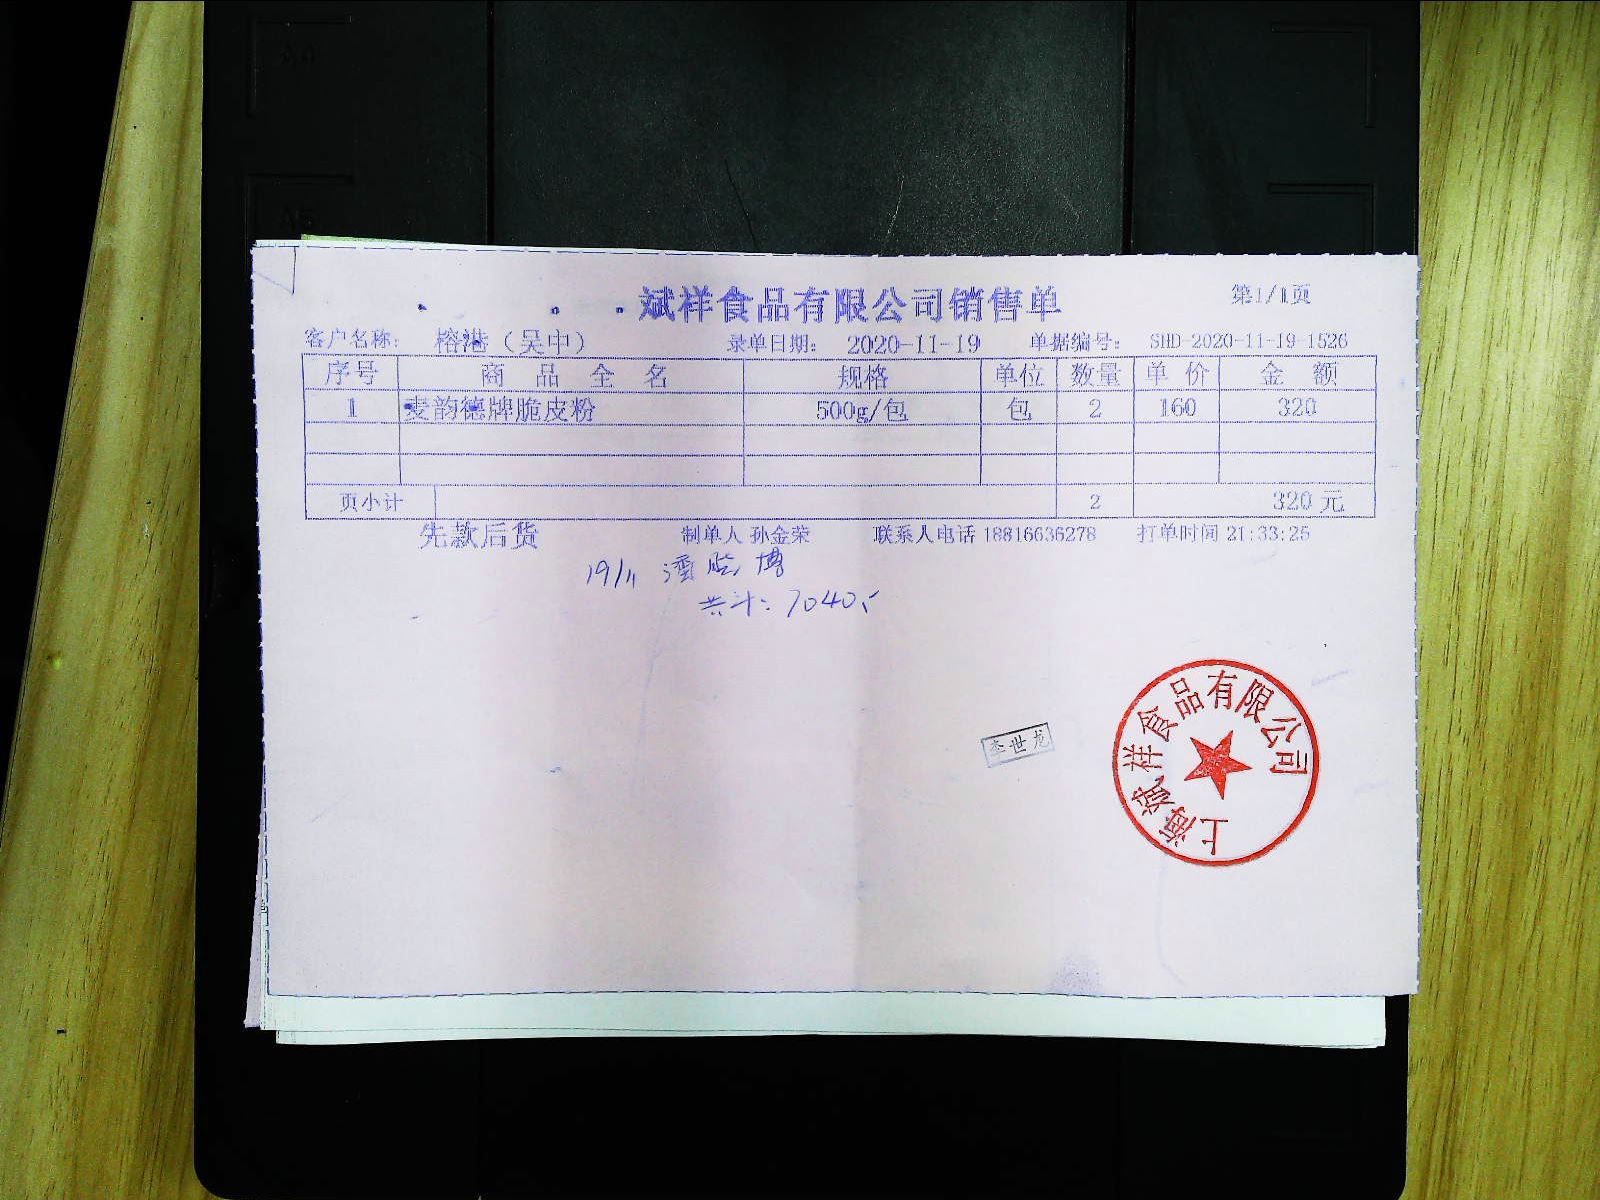 斌祥食品有限公司销售单 第1/1页
客户名称: 榕港（吴中） 录单日期: 2020-11-19 单据编号: SHD-2020-11-19-1526
序号 商品全名 规格 单位 数量 单价 金额
1 麦韵德牌脆皮粉 500g/包 包 2 160 320
页小计 2 320元
先款后货 制单人 孙金荣 联系人电话 18816636278 打单时间 21:33:25
19/11 潘 博
共计: 7040
李世龙
上海斌祥食品有限公司